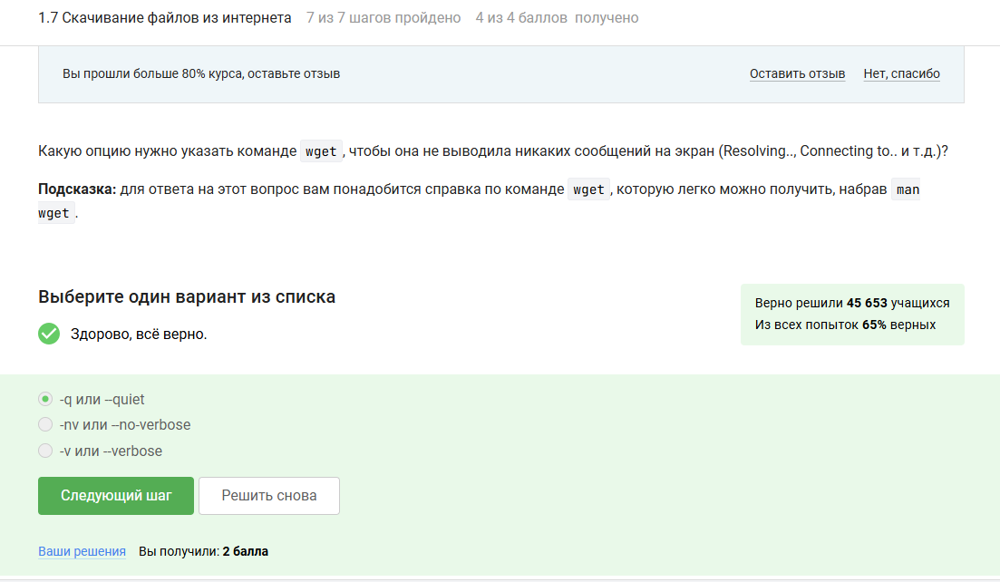 1.7 Скачивание файлов из интернета 7 из 7 шагов пройдено 4 из 4 баллов получено
Вы прошли больше 80% курса, оставьте отзыв Оставить отзыв Нет, спасибо
Какую опцию нужно указать команде wget, чтобы она не выводила никаких сообщений на экран (Resolving.., Connecting to.. и т.д.)?
Подсказка: для ответа на этот вопрос вам понадобится справка по команде wget, которую легко можно получить, набрав man
wget.
Выберите один вариант из списка
Здорово, всё верно.
Верно решили 45 653 учащихся
Из всех попыток 65% верных
-q или --quiet
-nv или --no-verbose
-v или --verbose
Следующий шаг Решить снова
Ваши решения Вы получили: 2 балла